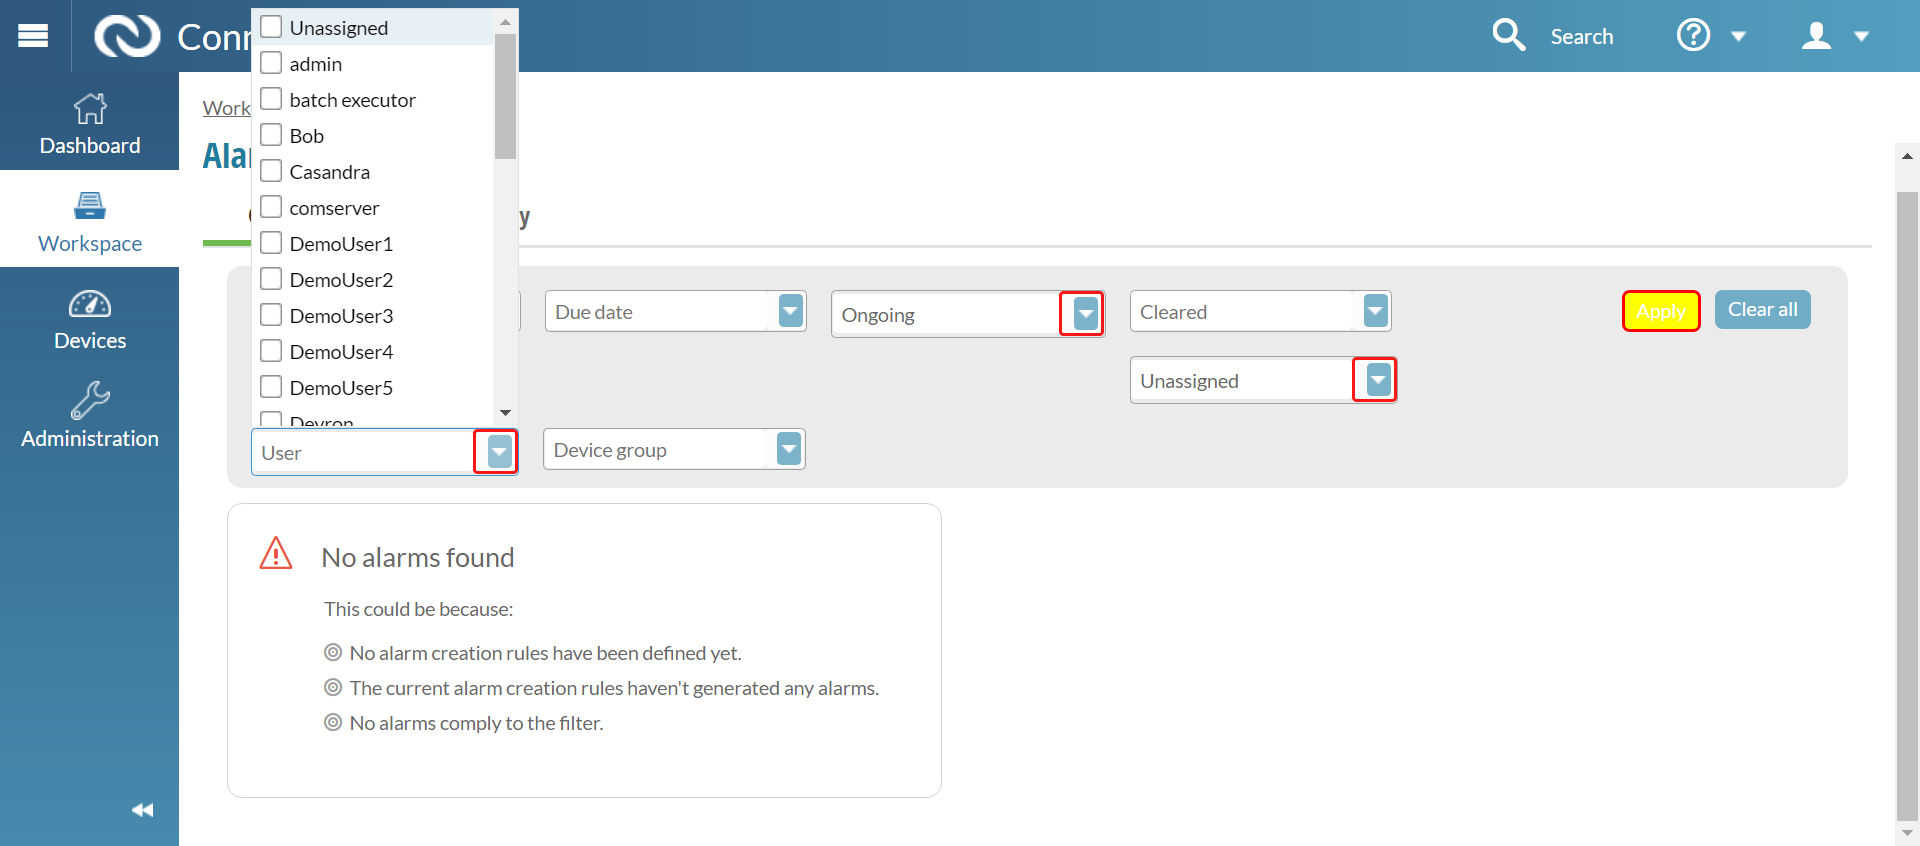 Conn
Search
Dashboard
Workspace
Devices
Administration
Work
Alar
y
Unassigned
admin
batch executor
Bob
Casandra
comserver
DemoUser1
DemoUser2
DemoUser3
DemoUser4
DemoUser5
Devron
Due date
Ongoing
Cleared
Apply
Clear all
Unassigned
User
Device group
No alarms found
This could be because:
No alarm creation rules have been defined yet.
The current alarm creation rules haven't generated any alarms.
No alarms comply to the filter.